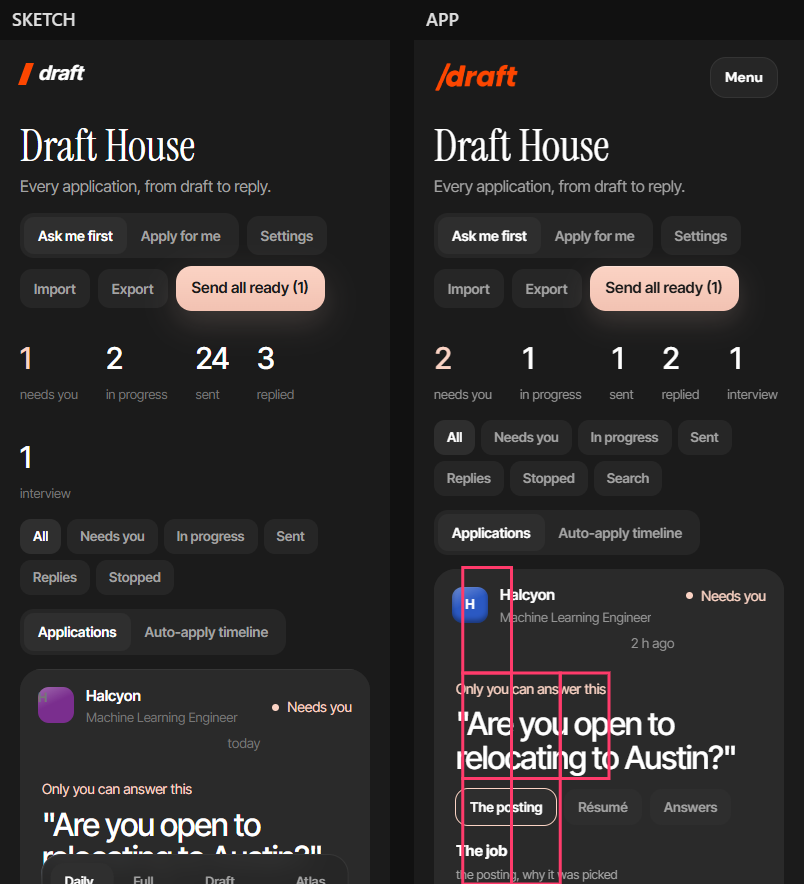 SKETCH
draft
Draft House
Every application, from draft to reply.
Ask me first Apply for me Settings
Import Export Send all ready (1)
1 2 24 3
needs you in progress sent replied
1
interview
All Needs you In progress Sent
Replies Stopped
Applications Auto-apply timeline
H
Halcyon
Machine Learning Engineer
Needs you
today
Only you can answer this
"Are you open to
relocating to Austin?"
Daily Full Draft Atlas
APP
/draft Menu
Draft House
Every application, from draft to reply.
Ask me first Apply for me Settings
Import Export Send all ready (1)
2 1 1 2 1
needs you in progress sent replied interview
All Needs you In progress Sent
Replies Stopped Search
Applications Auto-apply timeline
H
Halcyon
Machine Learning Engineer
Needs you
2 h ago
Only you can answer this
"Are you open to
relocating to Austin?"
The posting Résumé Answers
The job
the posting, why it was picked